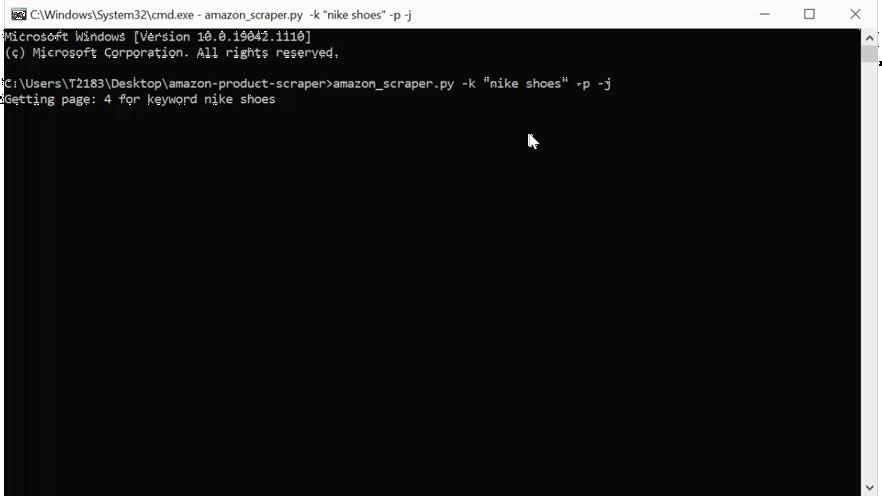 C:\Windows\System32\cmd.exe - amazon_scraper.py -k "nike shoes" -p -j
Microsoft Windows [Version 10.0.19042.1110]
(c) Microsoft Corporation. All rights reserved.
C:\Users\T2183\Desktop\amazon-product-scraper>amazon_scraper.py -k "nike shoes" -p -j
Getting page: 4 for keyword nike shoes